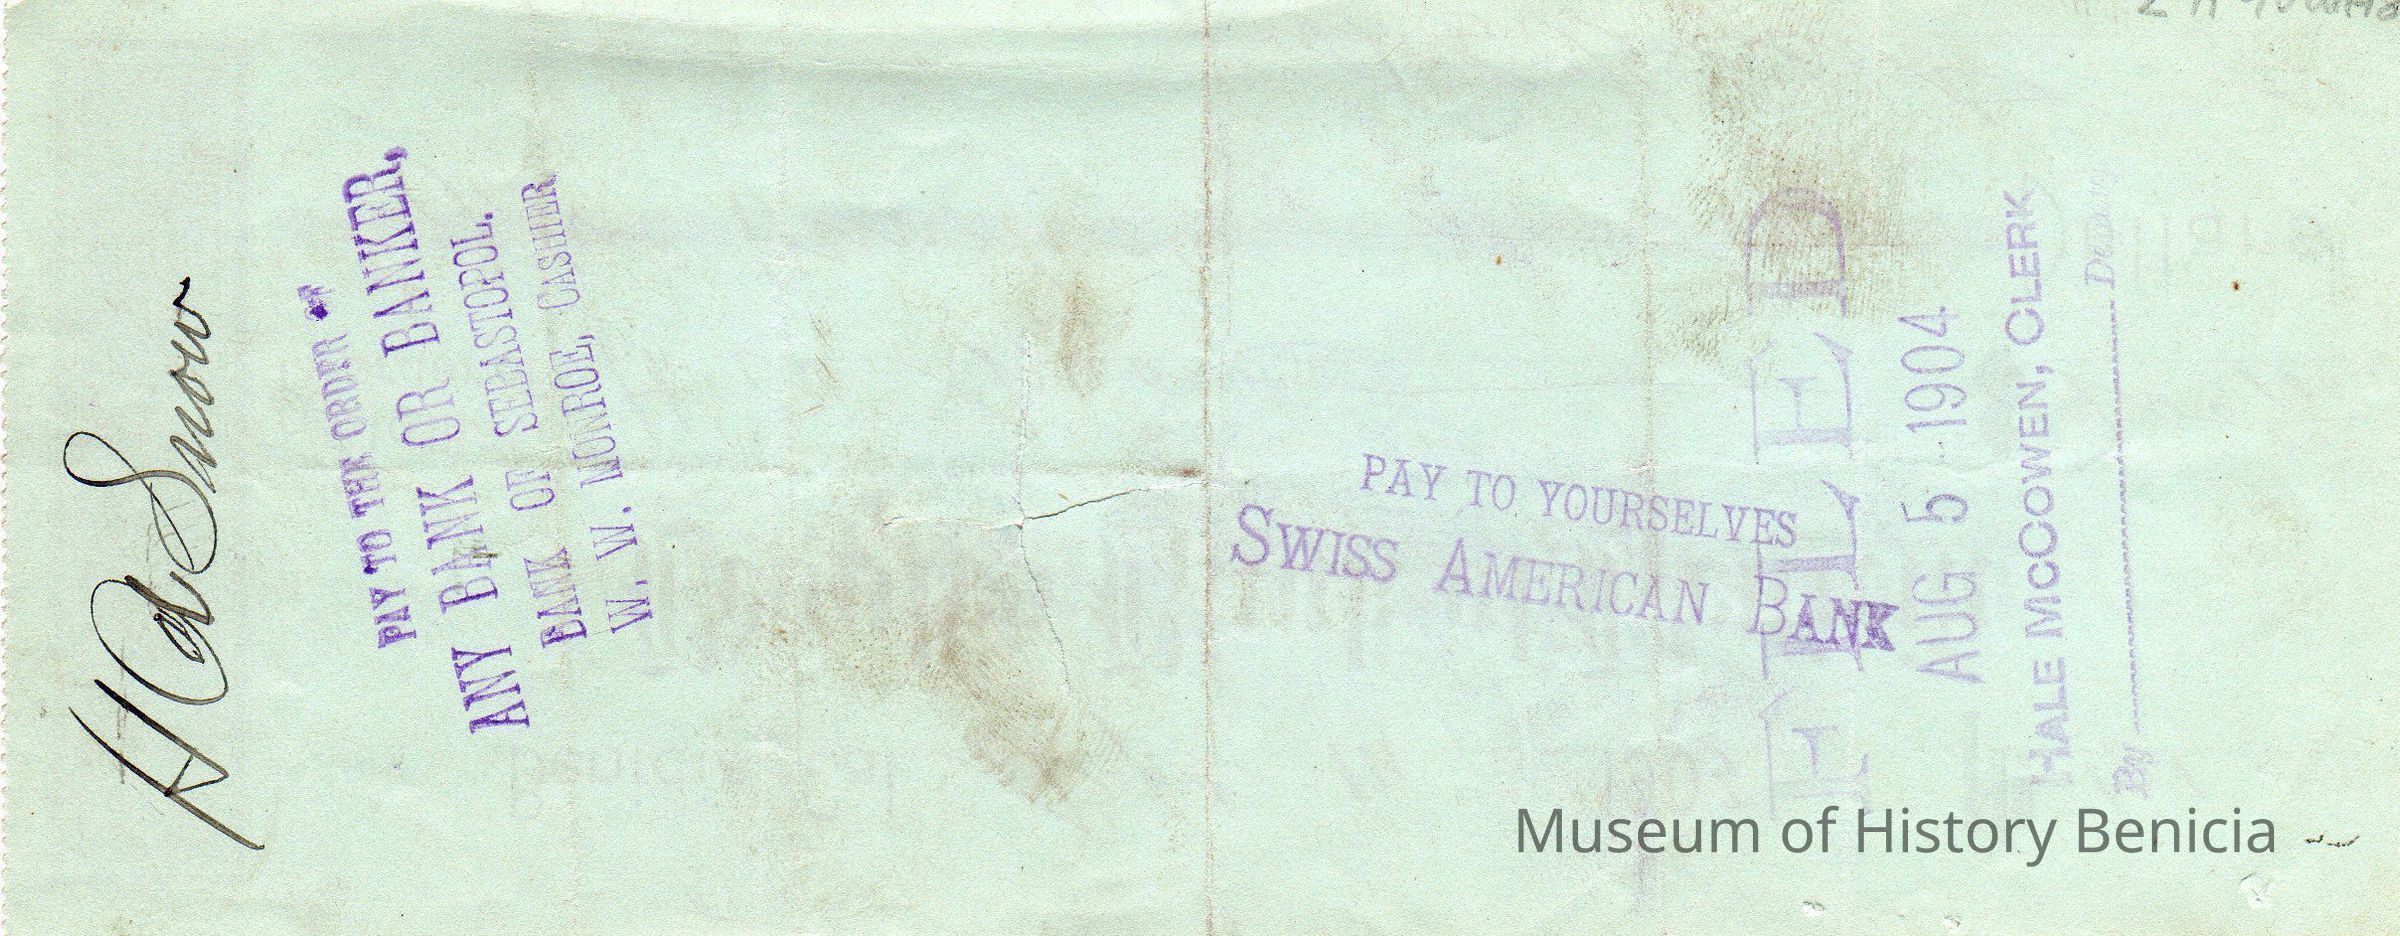 H A Snow
PAY TO THE ORDER OF
ANY BANK OR BANKER,
BANK OF SEBASTOPOL.
W. W. MONROE, CASHIER
PAY TO YOURSELVES
SWISS AMERICAN BANK
FILED
AUG 5 1904
HALE MCCOWEN, CLERK
By
Museum of History Benicia